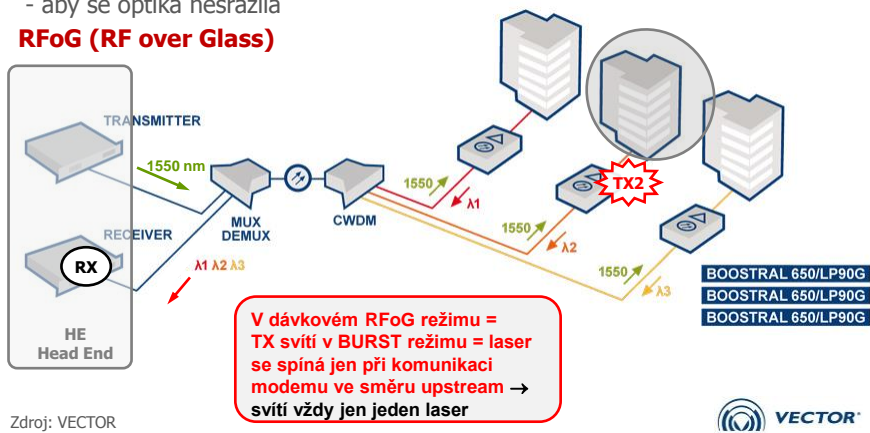 - aby se optika nesrazila
RFoG (RF over Glass)
TRANSMITTER
1550 nm
RECEIVER
RX
λ1 λ2 λ3
HE
Head End
MUX
DEMUX
CWDM
1550
λ1
1550
λ2
TX2
1550
λ3
BOOSTRAL 650/LP90G
BOOSTRAL 650/LP90G
BOOSTRAL 650/LP90G
V dávkovém RFoG režimu =
TX svítí v BURST režimu = laser
se spíná jen při komunikaci
modemu ve směru upstream →
svítí vždy jen jeden laser
Zdroj: VECTOR
VECTOR